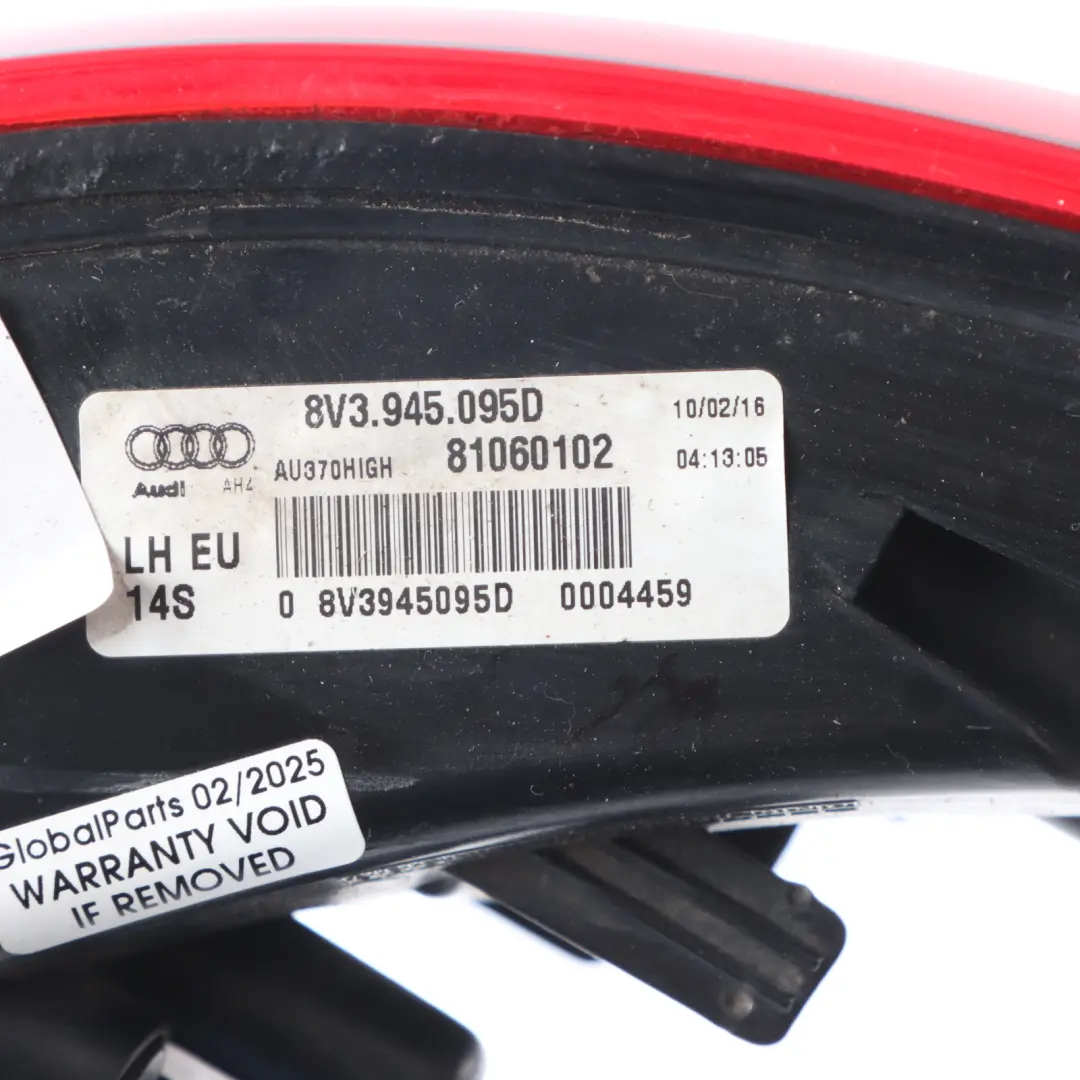 8V3.945.095D 10/02/16
Audi AH4 AU370HIGH 81060102 04:13:05
LH EU
14S 0 8V3945095D 0004459
GlobalParts 02/2025
WARRANTY VOID
IF REMOVED